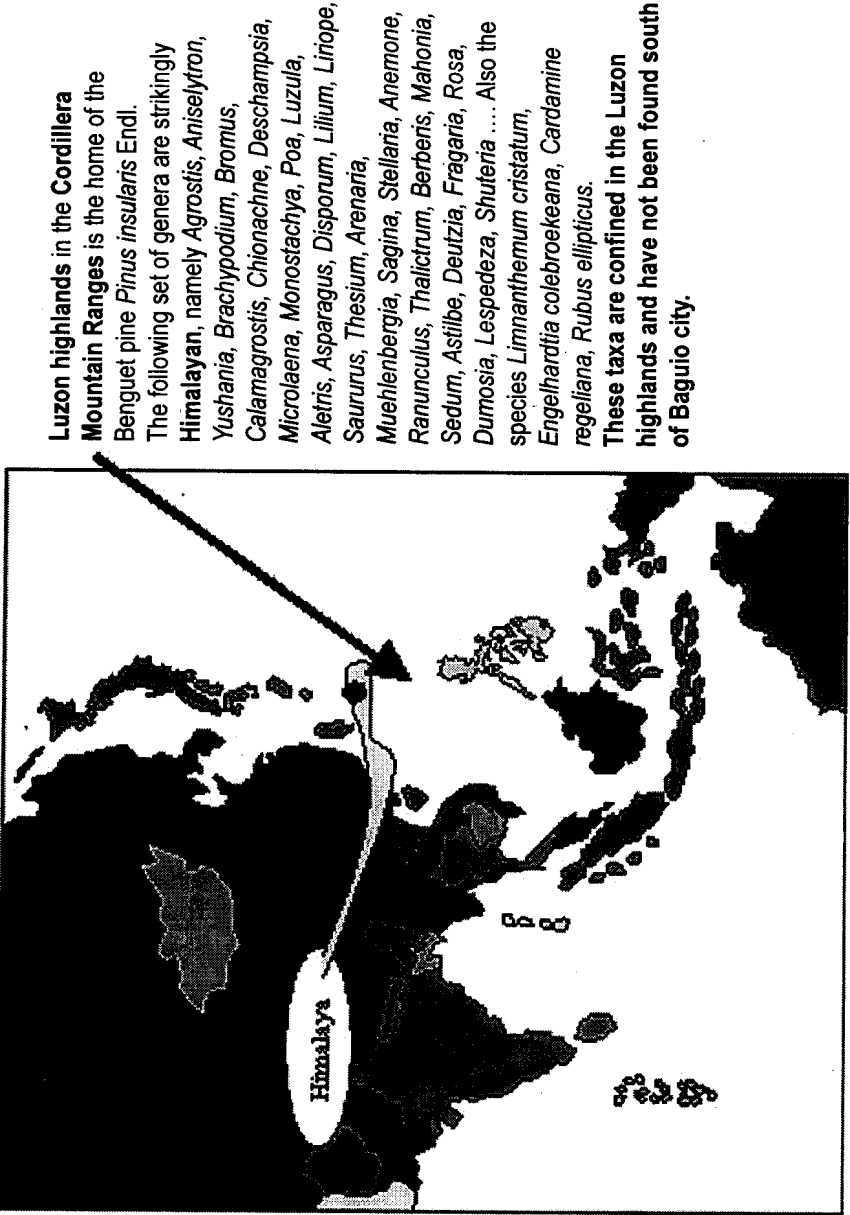 Luzon highlands in the Cordillera
Mountain Ranges is the home of the
Benguet pine Pinus insularis Endl.
The following set of genera are strikingly
Himalayan, namely Agrostis, Aniselytron,
Yushania, Brachypodium, Bromus,
Calamagrostis, Chionachne, Deschampsia,
Microlaena, Monostachya, Poa, Luzula,
Aletris, Asparagus, Disporum, Lilium, Liriope,
Saururus, Thesium, Arenaria,
Muehlenbergia, Sagina, Stellaria, Anemone,
Ranunculus, Thalictrum, Berberis, Mahonia,
Sedum, Astilbe, Deutzia, Fragaria, Rosa,
Dumosia, Lespedeza, Shuteria .... Also the
species Limnanthemum cristatum,
Engelhardtia colebroekeana, Cardamine
regeliana, Rubus ellipticus.
These taxa are confined in the Luzon
highlands and have not been found south
of Baguio city.
Himalaya